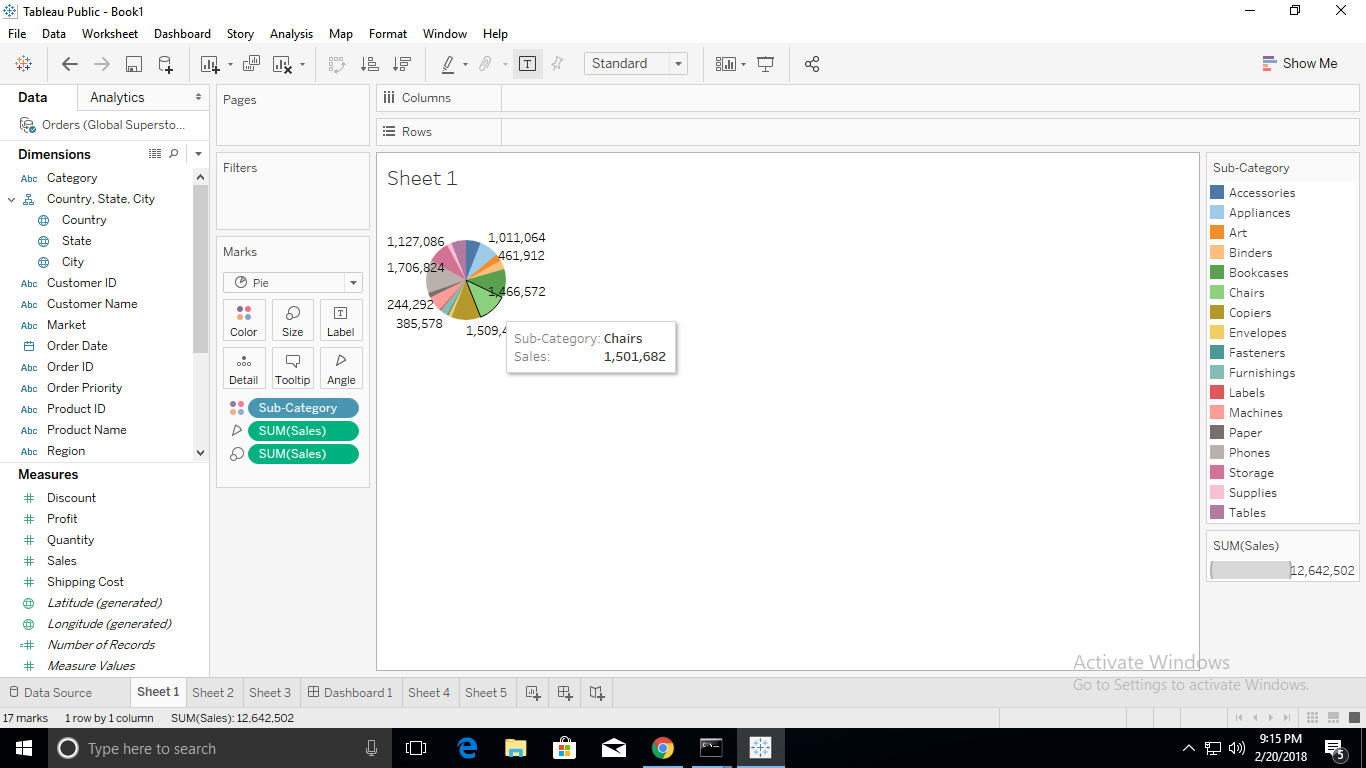 Tableau Public - Book1
File Data Worksheet Dashboard Story Analysis Map Format Window Help
Standard
Show Me
Data Analytics
Orders (Global Supersto...
Dimensions
Abc Category
Country, State, City
Country
State
City
Abc Customer ID
Abc Customer Name
Abc Market
Order Date
Abc Order ID
Abc Order Priority
Abc Product ID
Abc Product Name
Abc Region
Measures
Discount
Profit
Quantity
Sales
Shipping Cost
Latitude (generated)
Longitude (generated)
Number of Records
Measure Values
Pages
Filters
Marks
Pie
Color Size Label
Detail Tooltip Angle
Sub-Category
SUM(Sales)
SUM(Sales)
Columns
Rows
Sheet 1
1,127,086 1,011,064
461,912
1,706,824
1,466,572
244,292
385,578
1,509,4
Sub-Category: Chairs
Sales: 1,501,682
Sub-Category
Accessories
Appliances
Art
Binders
Bookcases
Chairs
Copiers
Envelopes
Fasteners
Furnishings
Labels
Machines
Paper
Phones
Storage
Supplies
Tables
SUM(Sales)
12,642,502
Activate Windows
Go to Settings to activate Windows.
Data Source Sheet 1 Sheet 2 Sheet 3 Dashboard 1 Sheet 4 Sheet 5
17 marks 1 row by 1 column SUM(Sales): 12,642,502
Type here to search
9:15 PM
2/20/2018
5